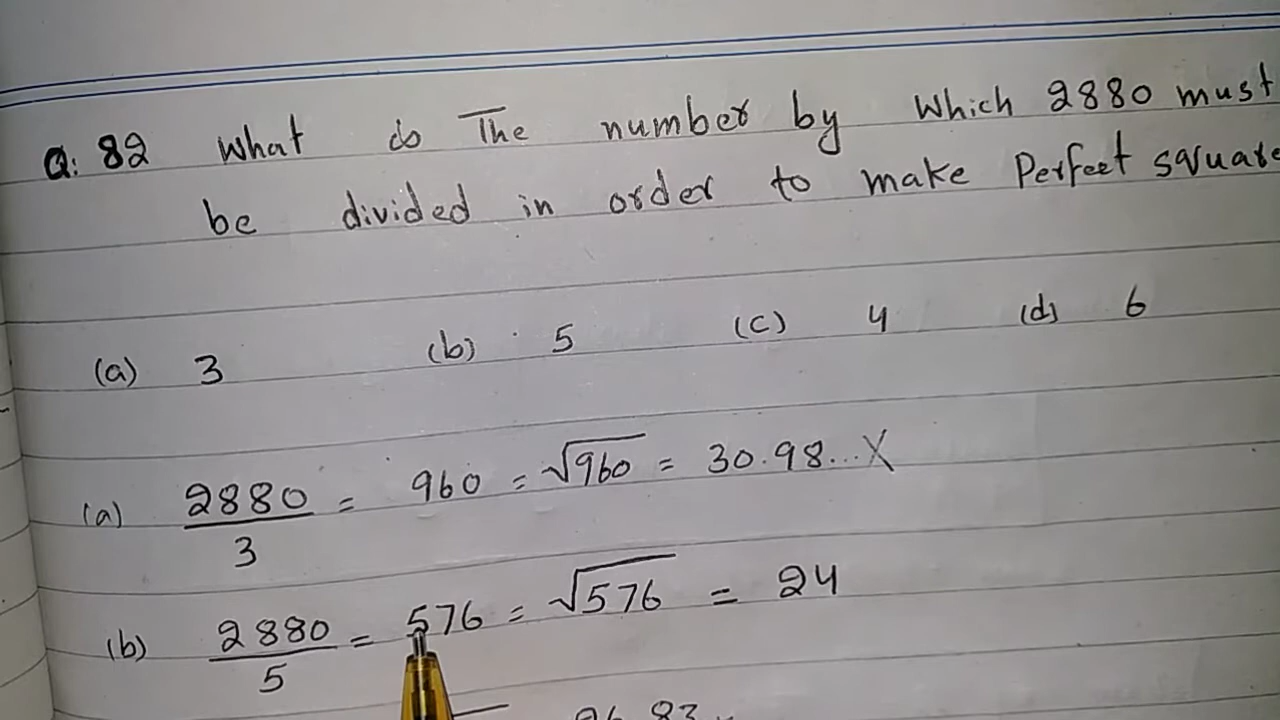 Q: 82 What is The number by Which 2880 must
be divided in order to make Perfect square
(a) 3 (b) 5 (c) 4 (d) 6
(a) 2880/3 = 960 = √960 = 30.98... X
(b) 2880/5 = 576 = √576 = 24